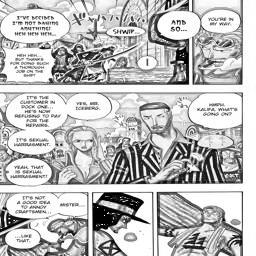 I'VE DECIDED
I'M NOT PAYING
ANYTHING!
HEH HEH HEH...
HEH HEH...
BUT THANKS
FOR DOING SUCH
A THOROUGH
JOB ON THE
SHIP!
SHWIP...
AND
SO...
YOU'RE IN
MY WAY.
IT'S THE
CUSTOMER IN
DOCK ONE...
HE'S NOW
REFUSING TO PAY
FOR THE
REPAIRS.
YES, MR.
ICEBERG.
HMPH.
KALIFA, WHAT'S
GOING ON?
IT'S SEXUAL
HARRASMENT.
YEAH, THAT
IS SEXUAL
HARRASMENT!
IT'S NOT
A GOOD IDEA
TO ANNOY
CRAFTSMEN...
MISTER...
...LIKE
THAT.